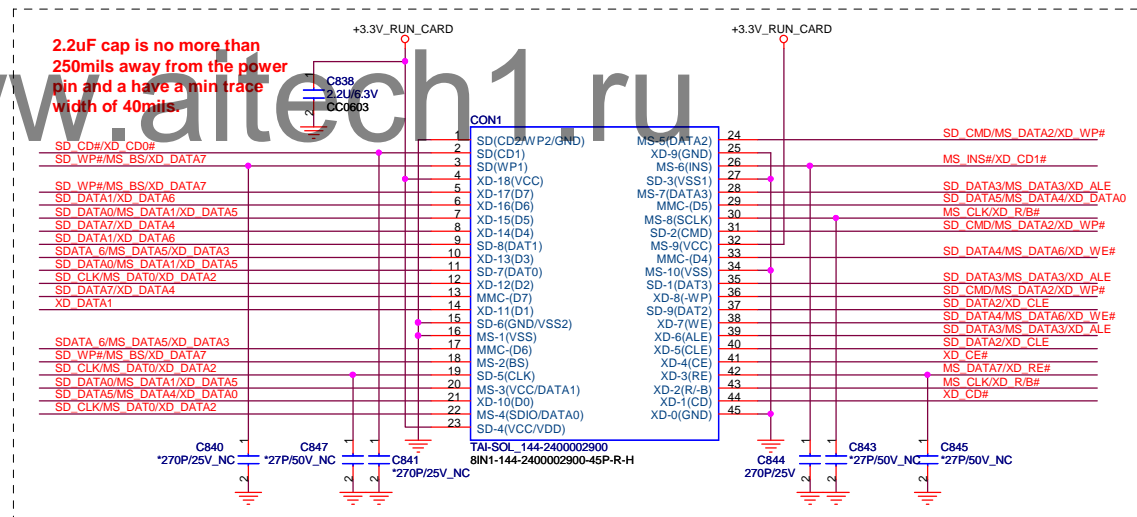 +3.3V_RUN_CARD
+3.3V_RUN_CARD
2.2uF cap is no more than
250mils away from the power
pin and a have a min trace
width of 40mils.
w.aitech1.ru
1
C838
2.2U/6.3V
CC0603
2
CON1
1 SD(CD2/WP2/GND)
SD_CD#/XD_CD0# 2 SD(CD1)
SD_WP#/MS_BS/XD_DATA7 3 SD(WP1)
4 XD-18(VCC)
SD_WP#/MS_BS/XD_DATA7 5 XD-17(D7)
SD_DATA1/XD_DATA6 6 XD-16(D6)
SD_DATA0/MS_DATA1/XD_DATA5 7 XD-15(D5)
SD_DATA7/XD_DATA4 8 XD-14(D4)
SD_DATA1/XD_DATA6 9 SD-8(DAT1)
SDATA_6/MS_DATA5/XD_DATA3 10 XD-13(D3)
SD_DATA0/MS_DATA1/XD_DATA5 11 SD-7(DAT0)
SD_CLK/MS_DAT0/XD_DATA2 12 XD-12(D2)
SD_DATA7/XD_DATA4 13 MMC-(D7)
XD_DATA1 14 XD-11(D1)
15 SD-6(GND/VSS2)
16 MS-1(VSS)
SDATA_6/MS_DATA5/XD_DATA3 17 MMC-(D6)
SD_WP#/MS_BS/XD_DATA7 18 MS-2(BS)
SD_CLK/MS_DAT0/XD_DATA2 19 SD-5(CLK)
SD_DATA0/MS_DATA1/XD_DATA5 20 MS-3(VCC/DATA1)
SD_DATA5/MS_DATA4/XD_DATA0 21 XD-10(D0)
SD_CLK/MS_DAT0/XD_DATA2 22 MS-4(SDIO/DATA0)
23 SD-4(VCC/VDD)
MS-5(DATA2) 24 SD_CMD/MS_DATA2/XD_WP#
XD-9(GND) 25
MS-6(INS) 26 MS_INS#/XD_CD1#
SD-3(VSS1) 27
MS-7(DATA3) 28 SD_DATA3/MS_DATA3/XD_ALE
MMC-(D5) 29 SD_DATA5/MS_DATA4/XD_DATA0
MS-8(SCLK) 30 MS_CLK/XD_R/B#
SD-2(CMD) 31 SD_CMD/MS_DATA2/XD_WP#
MS-9(VCC) 32
MMC-(D4) 33 SD_DATA4/MS_DATA6/XD_WE#
MS-10(VSS) 34
SD-1(DAT3) 35 SD_DATA3/MS_DATA3/XD_ALE
XD-8(-WP) 36 SD_CMD/MS_DATA2/XD_WP#
SD-9(DAT2) 37 SD_DATA2/XD_CLE
XD-7(WE) 38 SD_DATA4/MS_DATA6/XD_WE#
XD-6(ALE) 39 SD_DATA3/MS_DATA3/XD_ALE
XD-5(CLE) 40 SD_DATA2/XD_CLE
XD-4(CE) 41 XD_CE#
XD-3(RE) 42 MS_DATA7/XD_RE#
XD-2(R/-B) 43 MS_CLK/XD_R/B#
XD-1(CD) 44 XD_CD#
XD-0(GND) 45
TAI-SOL_144-2400002900
8IN1-144-2400002900-45P-R-H
C840 1
*270P/25V_NC
2
C847 1
*27P/50V_NC
2
1
C841
*270P/25V_NC
2
C844 1
270P/25V
2
1 C843
*27P/50V_NC
2
1 C845
*27P/50V_NC
2